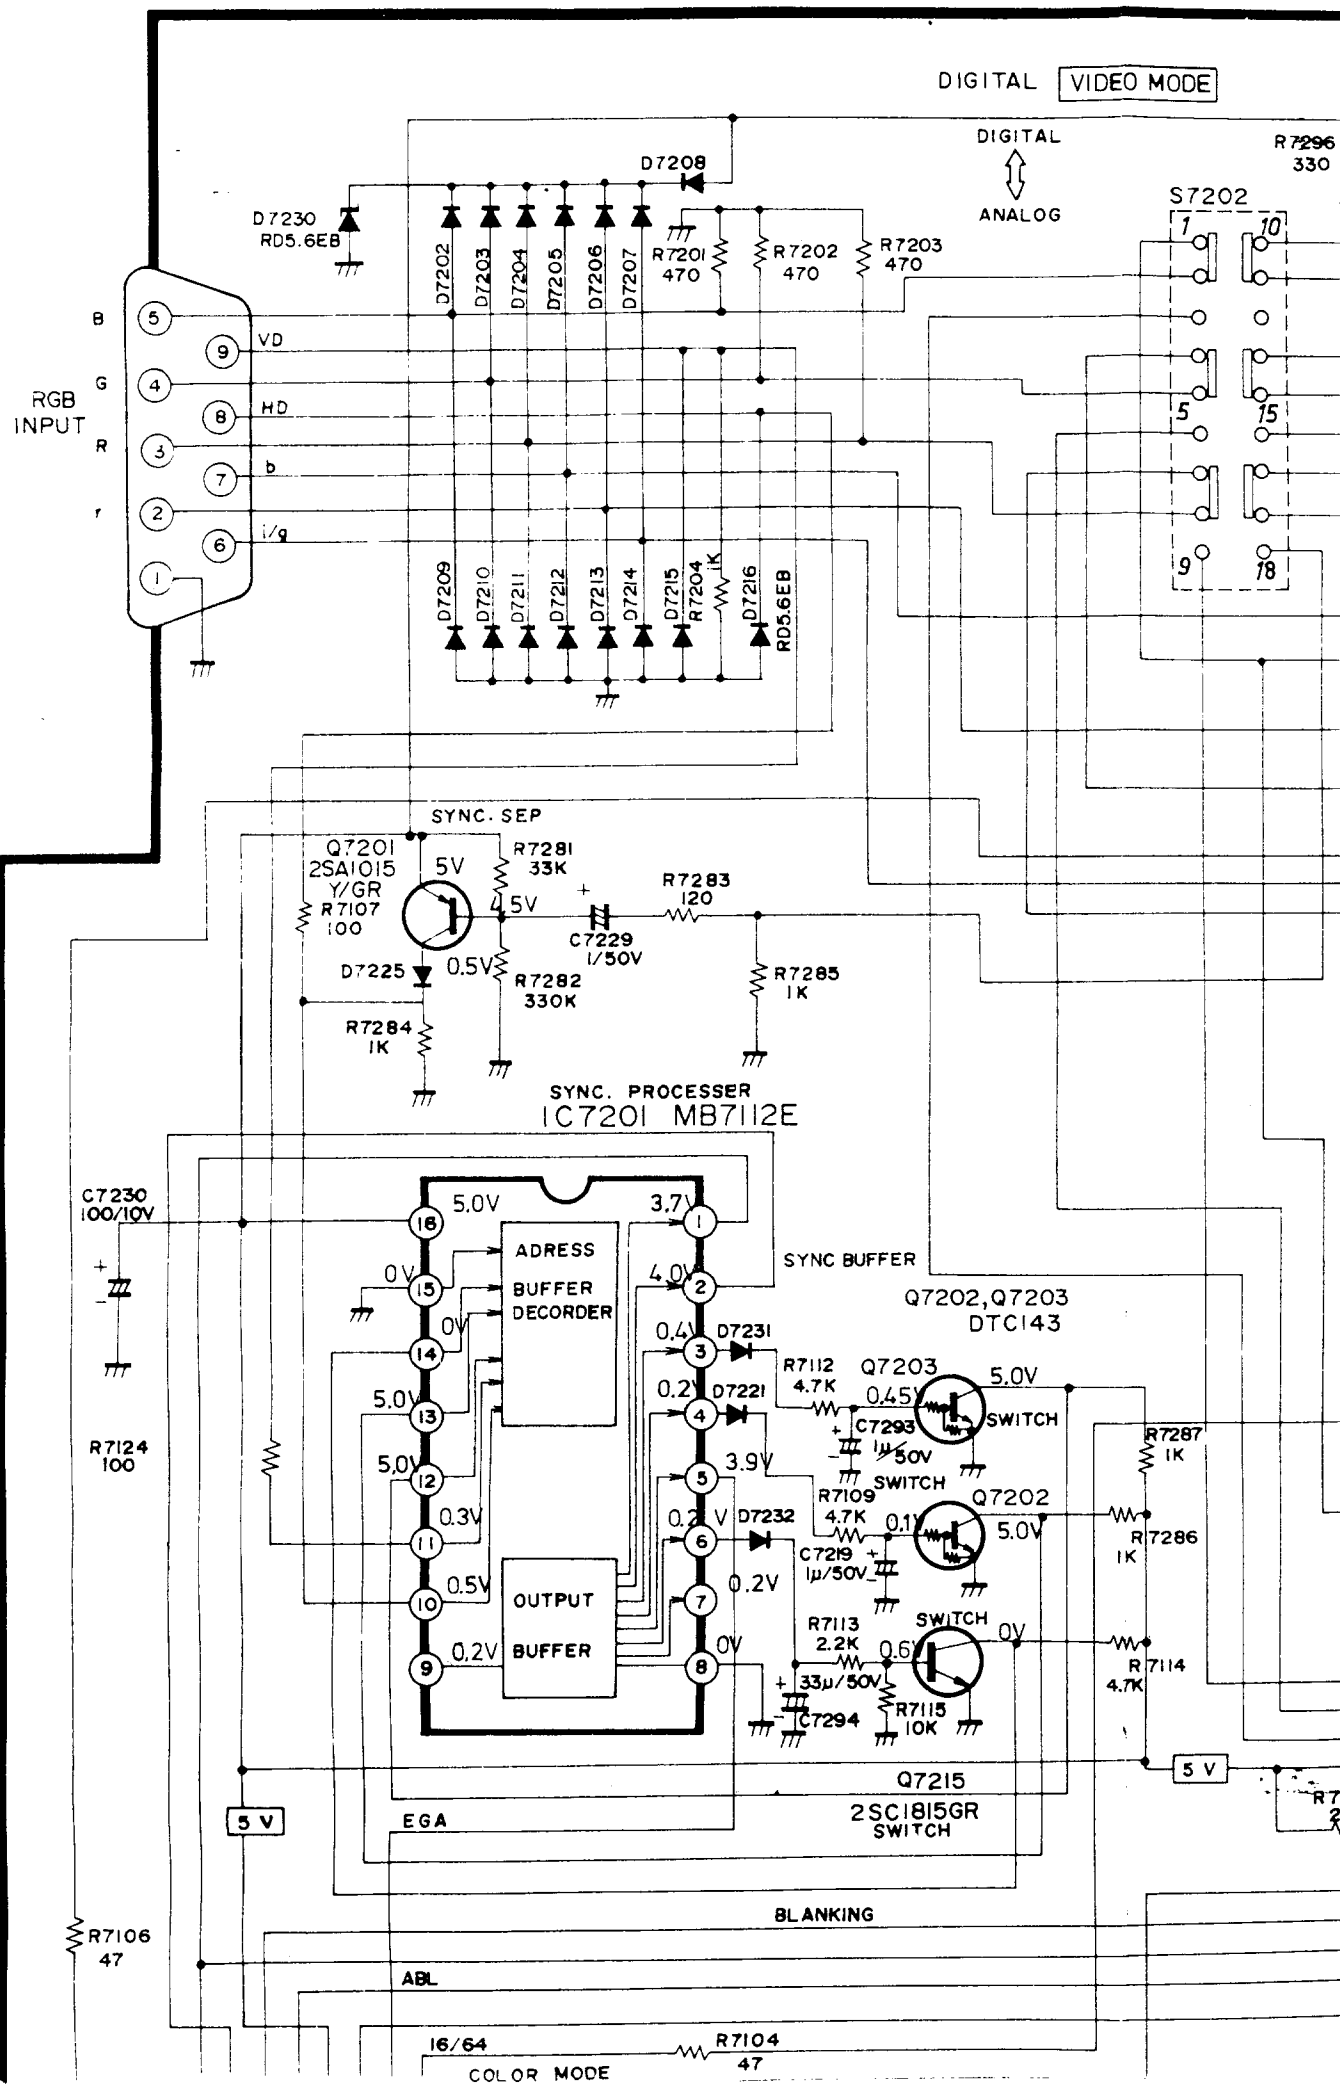 DIGITAL VIDEO MODE
DIGITAL
ANALOG
R7296
330
S7202
1
10
5
15
9
18
D7208
D7230
RD5.6EB
D7202
D7203
D7204
D7205
D7206
D7207
R7201
470
R7202
470
R7203
470
RGB
INPUT
B
5
9
VD
G
4
8
HD
R
3
7
b
r
2
6
i/g
1
D7209
D7210
D7211
D7212
D7213
D7214
D7215
R7204
1K
D7216
RD5.6EB
SYNC. SEP
Q7201
2SA1015
Y/GR
5V
R7281
33K
R7107
100
4.5V
C7229
1/50V
+
R7283
120
D7225
0.5V
R7282
330K
R7285
1K
R7284
1K
SYNC. PROCESSER
IC7201 MB7112E
C7230
100/10V
+
-
16
5.0V
3.7V
1
ADRESS
BUFFER
DECORDER
0V
15
4.0V
2
SYNC BUFFER
Q7202,Q7203
DTC143
0V
14
0.4V
3
D7231
R7112
4.7K
Q7203
0.45V
5.0V
SWITCH
5.0V
13
0.2V
4
D7221
C7293
1μ/50V
+
-
R7287
1K
R7124
100
5.0V
12
3.9V
5
SWITCH
R7109
4.7K
Q7202
0.1V
5.0V
0.3V
11
0.2V
6
D7232
C7219
1μ/50V
+
-
R7286
1K
0.5V
10
OUTPUT
BUFFER
7
0.2V
R7113
2.2K
SWITCH
0.6V
0V
9
0.2V
8
0V
33μ/50V
C7294
+
-
R7115
10K
R7114
4.7K
Q7215
2SC1815GR
SWITCH
5 V
5 V
R7
2
EGA
BLANKING
R7106
47
ABL
16/64
R7104
47
COLOR MODE